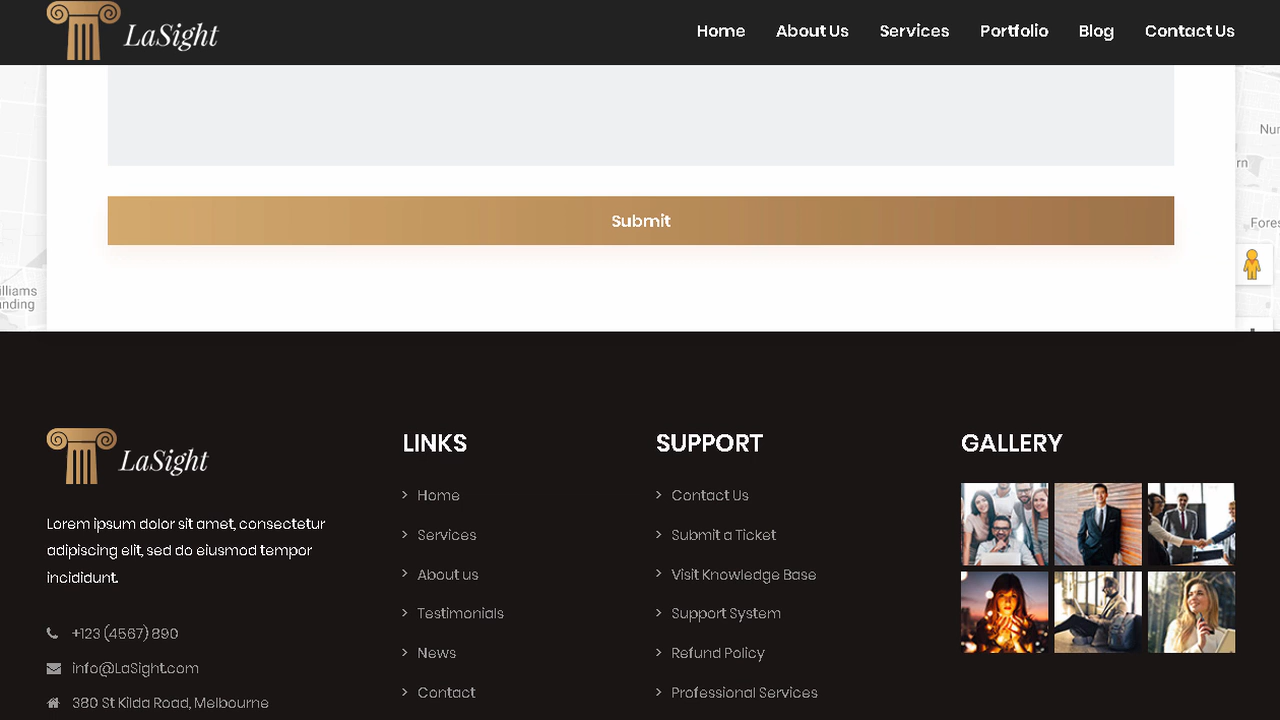 LaSight
Home About Us Services Portfolio Blog Contact Us
Submit
LaSight
Lorem ipsum dolor sit amet, consectetur
adipiscing elit, sed do eiusmod tempor
incididunt.
+123 (4567) 890
info@LaSight.com
380 St Kilda Road, Melbourne
LINKS
Home
Services
About us
Testimonials
News
Contact
SUPPORT
Contact Us
Submit a Ticket
Visit Knowledge Base
Support System
Refund Policy
Professional Services
GALLERY